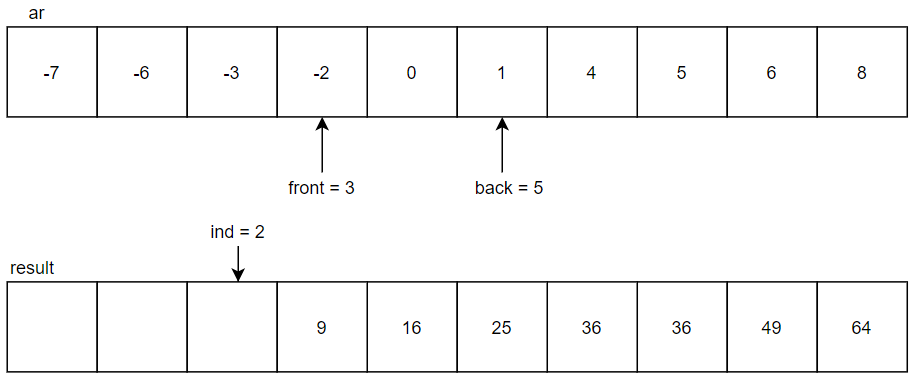 ar
-7 -6 -3 -2 0 1 4 5 6 8
front = 3 back = 5
ind = 2
result
9 16 25 36 36 49 64